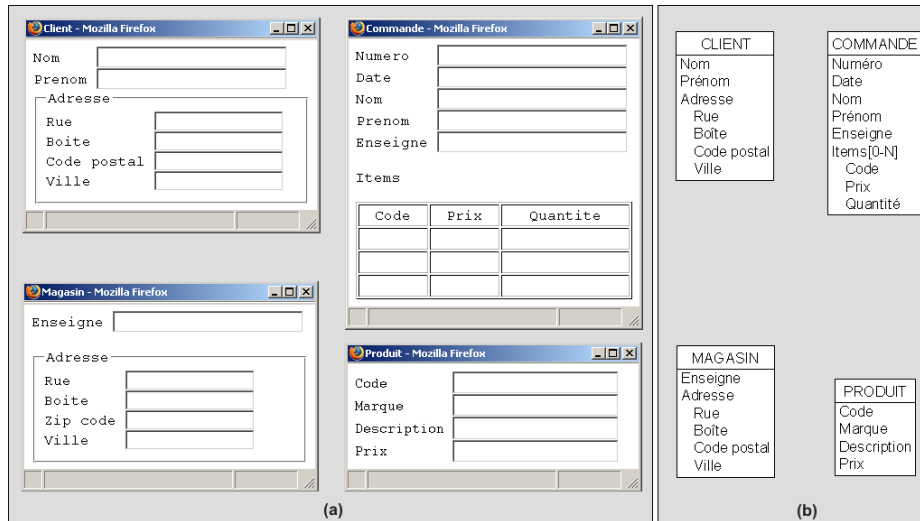 Client - Mozilla Firefox
Nom
Prenom
Adresse
Rue
Boite
Code postal
Ville
Commande - Mozilla Firefox
Numero
Date
Nom
Prenom
Enseigne
Items
Code Prix Quantite
Magasin - Mozilla Firefox
Enseigne
Adresse
Rue
Boite
Zip code
Ville
Produit - Mozilla Firefox
Code
Marque
Description
Prix
(a)
CLIENT
Nom
Prénom
Adresse
Rue
Boîte
Code postal
Ville
COMMANDE
Numéro
Date
Nom
Prénom
Enseigne
Items[0-N]
Code
Prix
Quantité
MAGASIN
Enseigne
Adresse
Rue
Boîte
Code postal
Ville
PRODUIT
Code
Marque
Description
Prix
(b)